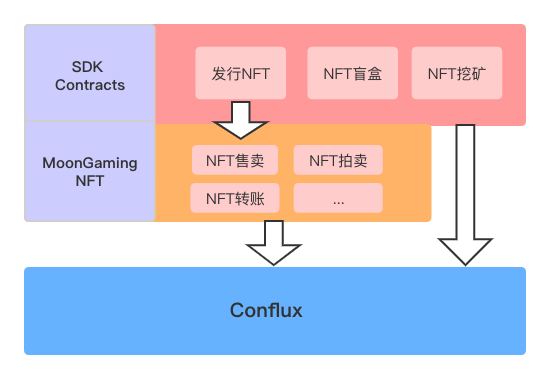 SDK
Contracts
发行NFT
NFT盲盒
NFT挖矿
MoonGaming
NFT
NFT售卖
NFT拍卖
NFT转账
...
Conflux